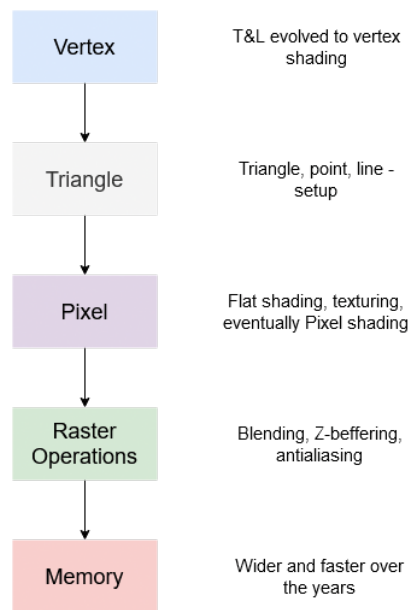 Vertex
T&L evolved to vertex
shading
Triangle
Triangle, point, line -
setup
Pixel
Flat shading, texturing,
eventually Pixel shading
Raster
Operations
Blending, Z-beffering,
antialiasing
Memory
Wider and faster over
the years